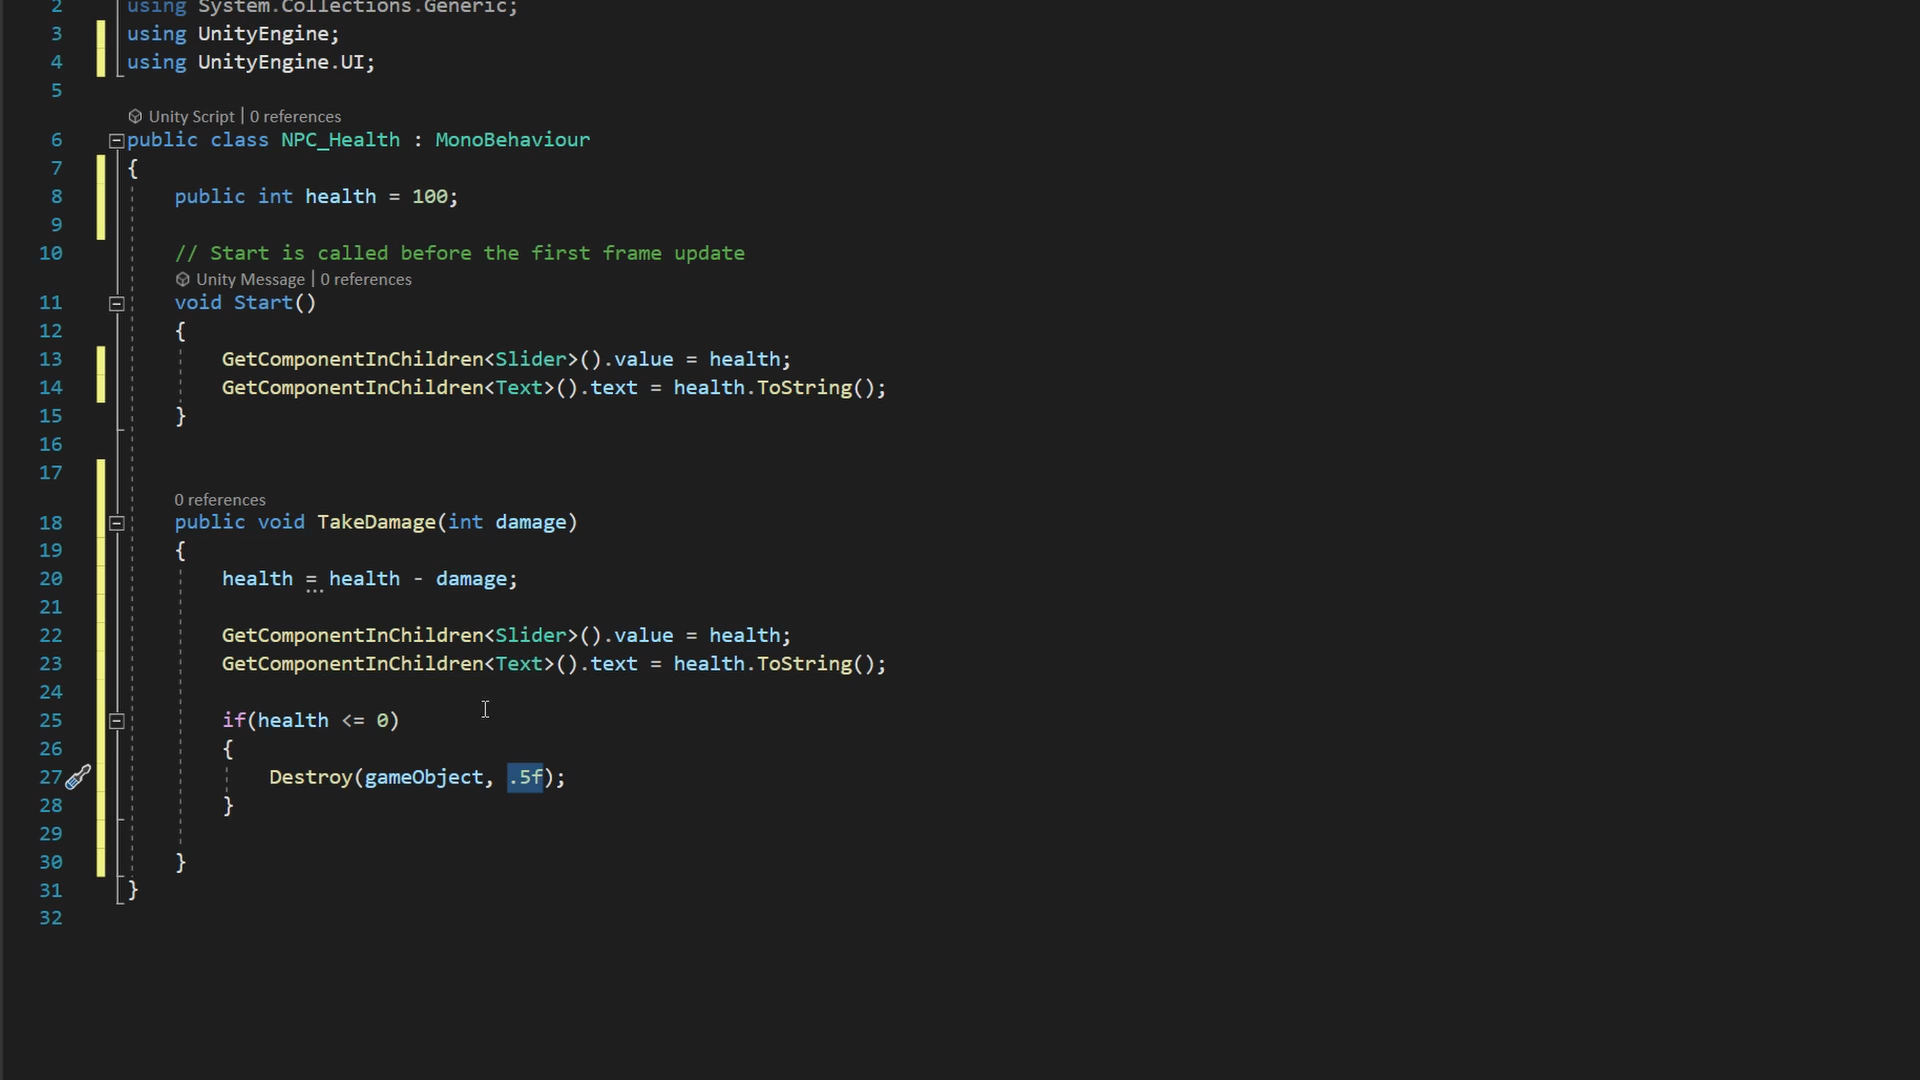 2 using System.Collections.Generic;
3 using UnityEngine;
4 using UnityEngine.UI;
5
Unity Script | 0 references
6 public class NPC_Health : MonoBehaviour
7 {
8 public int health = 100;
9
10 // Start is called before the first frame update
Unity Message | 0 references
11 void Start()
12 {
13 GetComponentInChildren<Slider>().value = health;
14 GetComponentInChildren<Text>().text = health.ToString();
15 }
16
17
0 references
18 public void TakeDamage(int damage)
19 {
20 health = health - damage;
21
22 GetComponentInChildren<Slider>().value = health;
23 GetComponentInChildren<Text>().text = health.ToString();
24
25 if(health <= 0)
26 {
27 Destroy(gameObject, .5f);
28 }
29
30 }
31 }
32